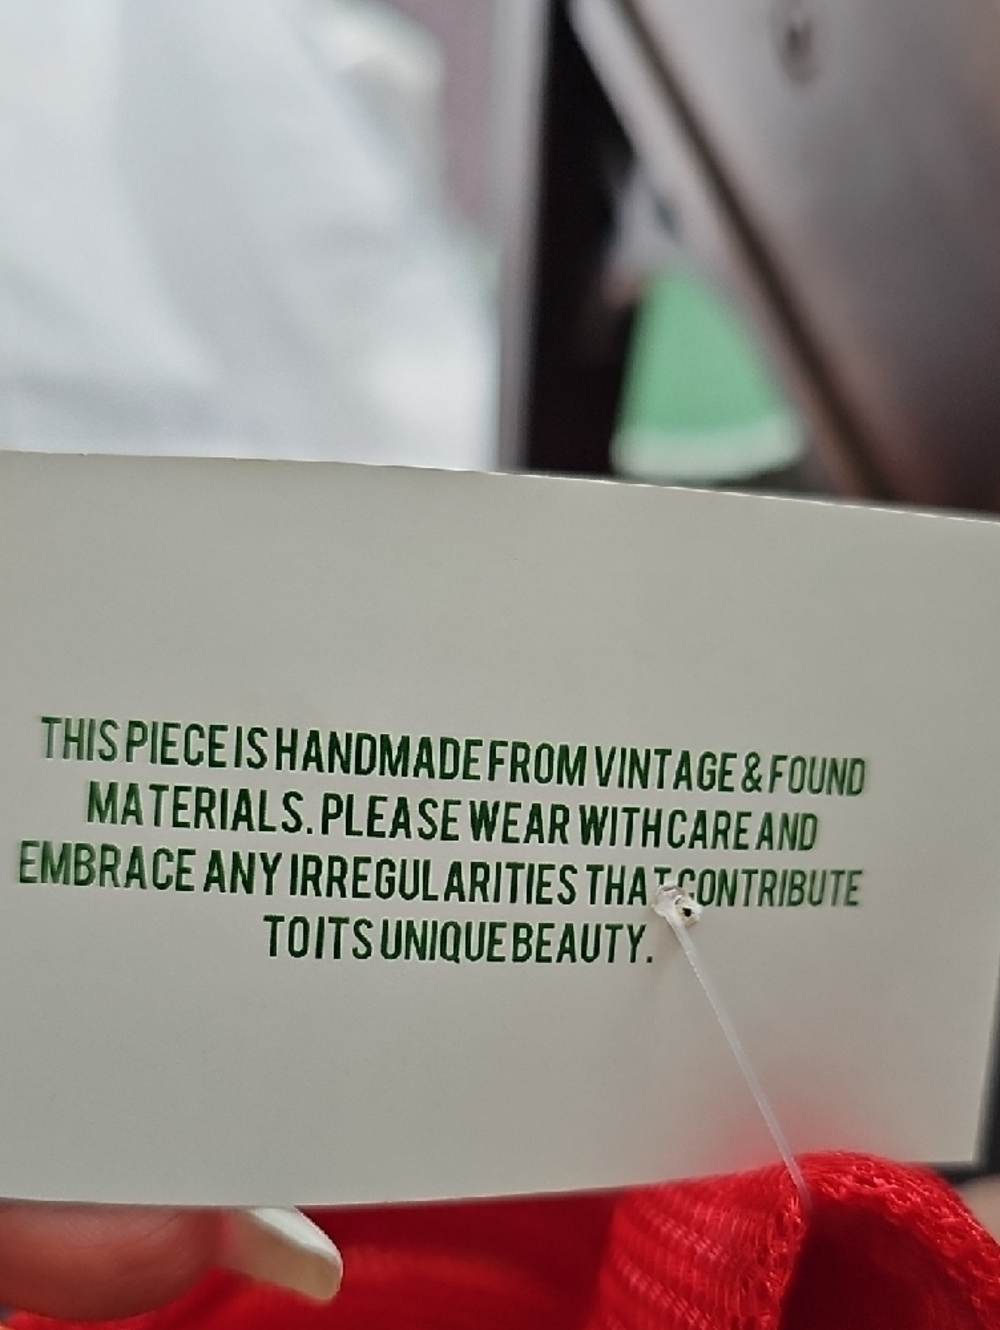 THIS PIECE IS HANDMADE FROM VINTAGE & FOUND
MATERIALS. PLEASE WEAR WITH CARE AND
EMBRACE ANY IRREGULARITIES THAT CONTRIBUTE
TO ITS UNIQUE BEAUTY.